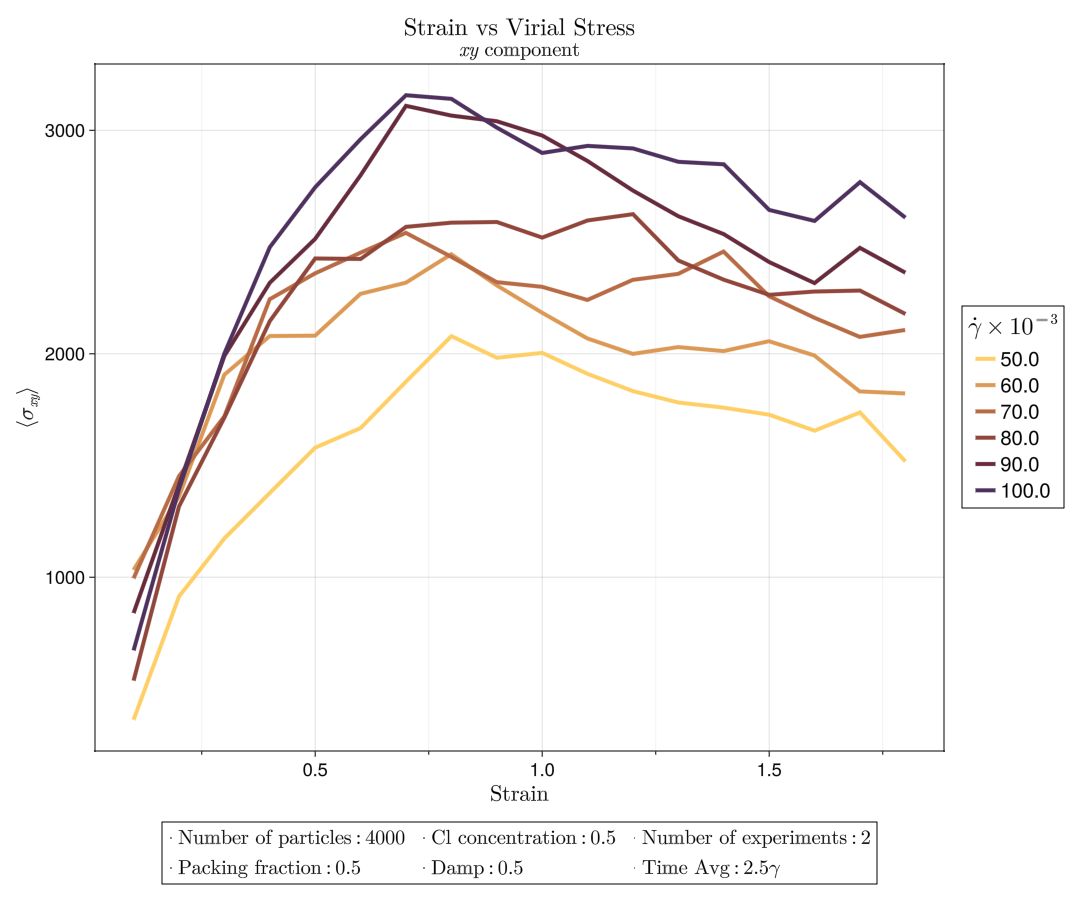 Strain vs Virial Stress
xy component
3000
2000
1000
⟨σ_xy⟩
0.5 1.0 1.5
Strain
γ̇ × 10⁻³
50.0
60.0
70.0
80.0
90.0
100.0
· Number of particles : 4000 · Cl concentration : 0.5 · Number of experiments : 2
· Packing fraction : 0.5 · Damp : 0.5 · Time Avg : 2.5γ